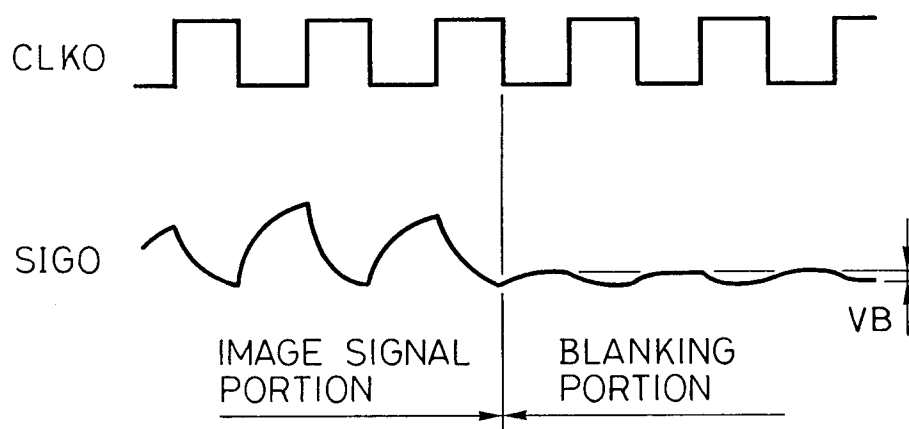 CLKO
SIGO
VB
IMAGE SIGNAL
PORTION
BLANKING
PORTION